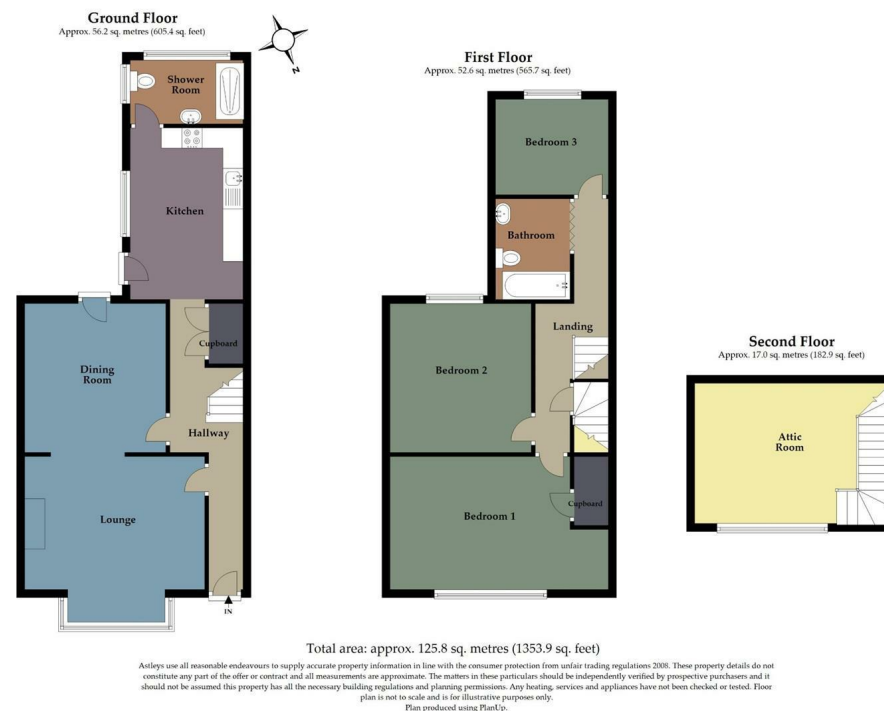 Ground Floor
Approx. 56.2 sq. metres (605.4 sq. feet)
N
Shower
Room
Kitchen
Cupboard
Dining
Room
Hallway
Lounge
IN
First Floor
Approx. 52.6 sq. metres (565.7 sq. feet)
Bedroom 3
Bathroom
Landing
Bedroom 2
Bedroom 1
Cupboard
Second Floor
Approx. 17.0 sq. metres (182.9 sq. feet)
Attic
Room
Total area: approx. 125.8 sq. metres (1353.9 sq. feet)
Astleys use all reasonable endeavours to supply accurate property information in line with the consumer protection from unfair trading regulations 2008. These property details do not
constitute any part of the offer or contract and all measurements are approximate. The matters in these particulars should be independently verified by prospective purchasers and it
should not be assumed this property has all the necessary building regulations and planning permissions. Any heating, services and appliances have not been checked or tested. Floor
plan is not to scale and is for illustrative purposes only.
Plan produced using PlanUp.